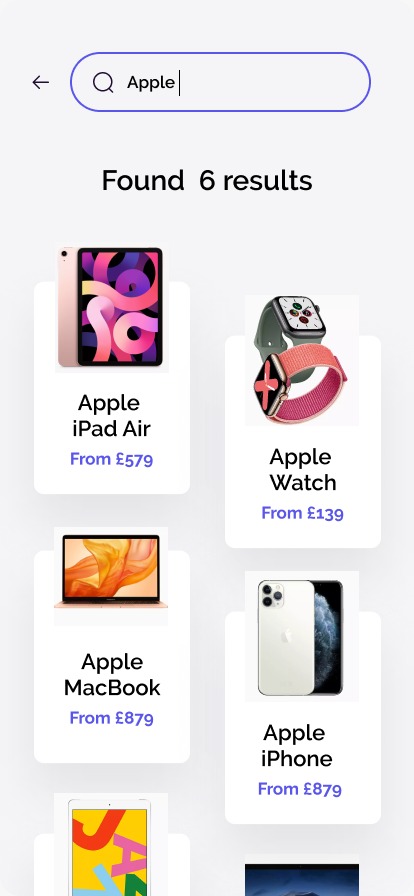 Apple
Found 6 results
Apple
iPad Air
From £579
Apple
Watch
From £139
Apple
MacBook
From £879
Apple
iPhone
From £879